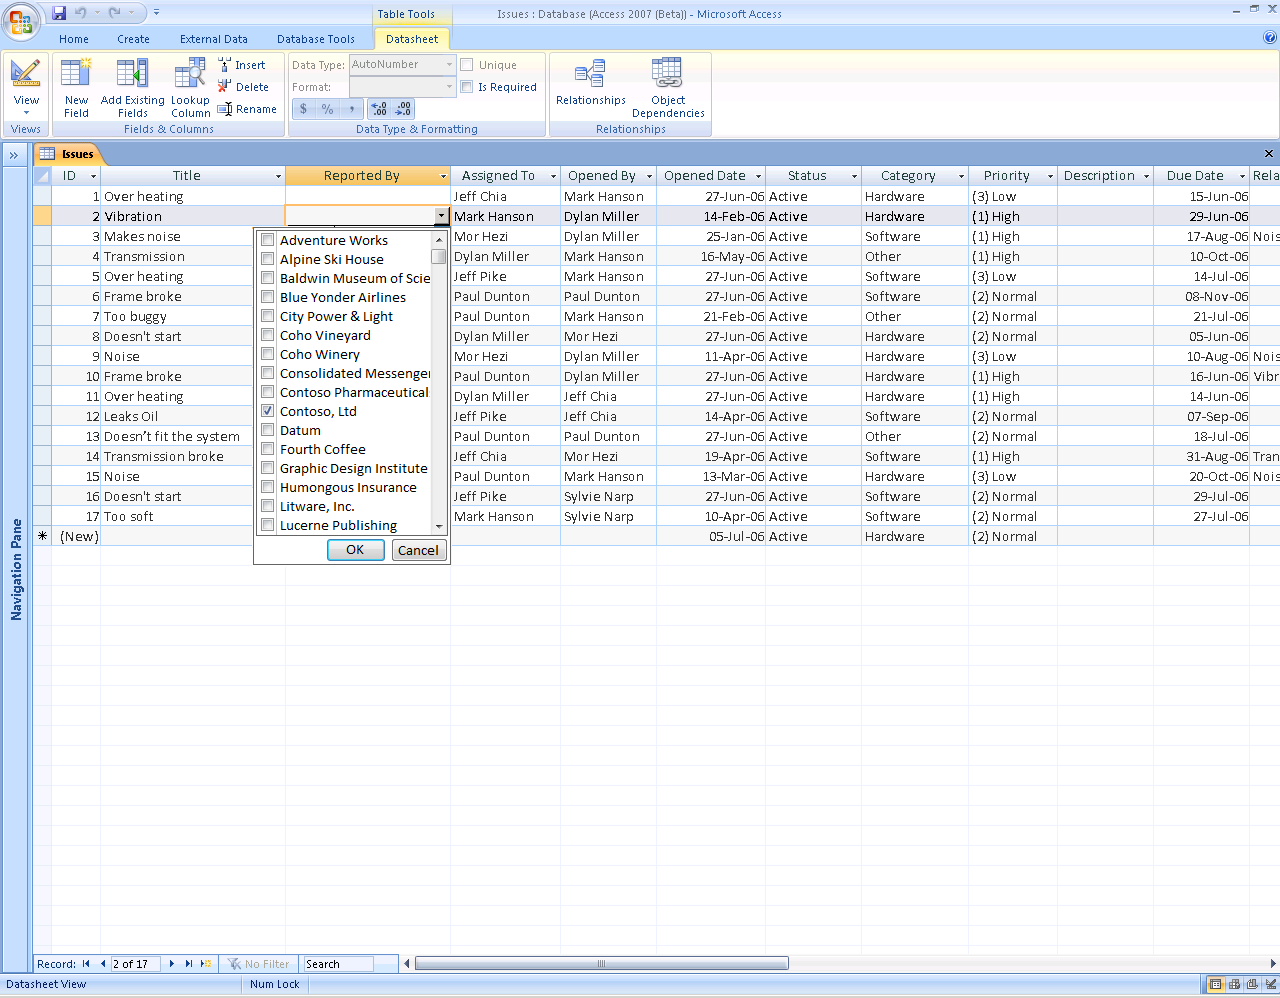 Table Tools
Issues : Database (Access 2007 (Beta)) - Microsoft Access
Home Create External Data Database Tools Datasheet
View
Views
New Field
Add Existing Fields
Lookup Column
Insert
Delete
Rename
Fields & Columns
Data Type: AutoNumber
Format:
Unique
Is Required
$ % , .00 .00
Data Type & Formatting
Relationships
Object Dependencies
Relationships
Issues
Navigation Pane
ID Title Reported By Assigned To Opened By Opened Date Status Category Priority Description Due Date Rela
1 Over heating Jeff Chia Mark Hanson 27-Jun-06 Active Hardware (3) Low 15-Jun-06
2 Vibration Mark Hanson Dylan Miller 14-Feb-06 Active Hardware (1) High 29-Jun-06
3 Makes noise Mor Hezi Dylan Miller 25-Jan-06 Active Software (1) High 17-Aug-06 Nois
4 Transmission Dylan Miller Mark Hanson 16-May-06 Active Other (1) High 10-Oct-06
5 Over heating Jeff Pike Mark Hanson 27-Jun-06 Active Software (3) Low 14-Jul-06
6 Frame broke Paul Dunton Paul Dunton 27-Jun-06 Active Software (2) Normal 08-Nov-06
7 Too buggy Paul Dunton Mark Hanson 21-Feb-06 Active Other (2) Normal 21-Jul-06
8 Doesn't start Dylan Miller Mor Hezi 27-Jun-06 Active Hardware (2) Normal 05-Jun-06
9 Noise Mor Hezi Dylan Miller 11-Apr-06 Active Hardware (3) Low 10-Aug-06 Nois
10 Frame broke Paul Dunton Dylan Miller 27-Jun-06 Active Hardware (1) High 16-Jun-06 Vibr
11 Over heating Dylan Miller Jeff Chia 27-Jun-06 Active Hardware (1) High 14-Jun-06
12 Leaks Oil Jeff Pike Jeff Chia 14-Apr-06 Active Software (2) Normal 07-Sep-06
13 Doesn't fit the system Paul Dunton Paul Dunton 27-Jun-06 Active Other (2) Normal 18-Jul-06
14 Transmission broke Jeff Chia Mor Hezi 19-Apr-06 Active Software (1) High 31-Aug-06 Tran
15 Noise Paul Dunton Mark Hanson 13-Mar-06 Active Hardware (3) Low 20-Oct-06 Nois
16 Doesn't start Jeff Pike Sylvie Narp 27-Jun-06 Active Software (2) Normal 29-Jul-06
17 Too soft Mark Hanson Sylvie Narp 10-Apr-06 Active Software (2) Normal 27-Jul-06
(New) 05-Jul-06 Active Hardware (2) Normal
Adventure Works
Alpine Ski House
Baldwin Museum of Scie
Blue Yonder Airlines
City Power & Light
Coho Vineyard
Coho Winery
Consolidated Messenger
Contoso Pharmaceutical
Contoso, Ltd
Datum
Fourth Coffee
Graphic Design Institute
Humongous Insurance
Litware, Inc.
Lucerne Publishing
OK Cancel
Record: 2 of 17 No Filter Search
Datasheet View Num Lock